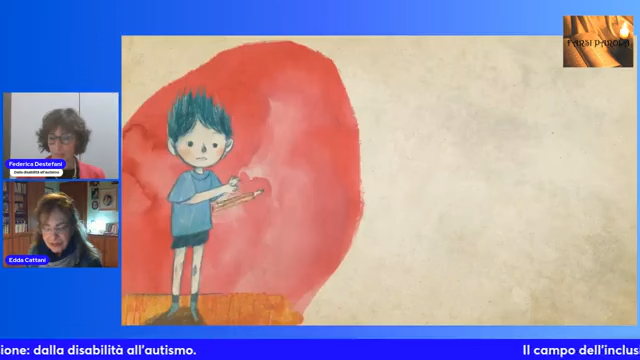 FARSI PAROLA
Federica Destefani
Dalla disabilità all'autismo
Edda Cattani
ione: dalla disabilità all'autismo.
Il campo dell'inclus